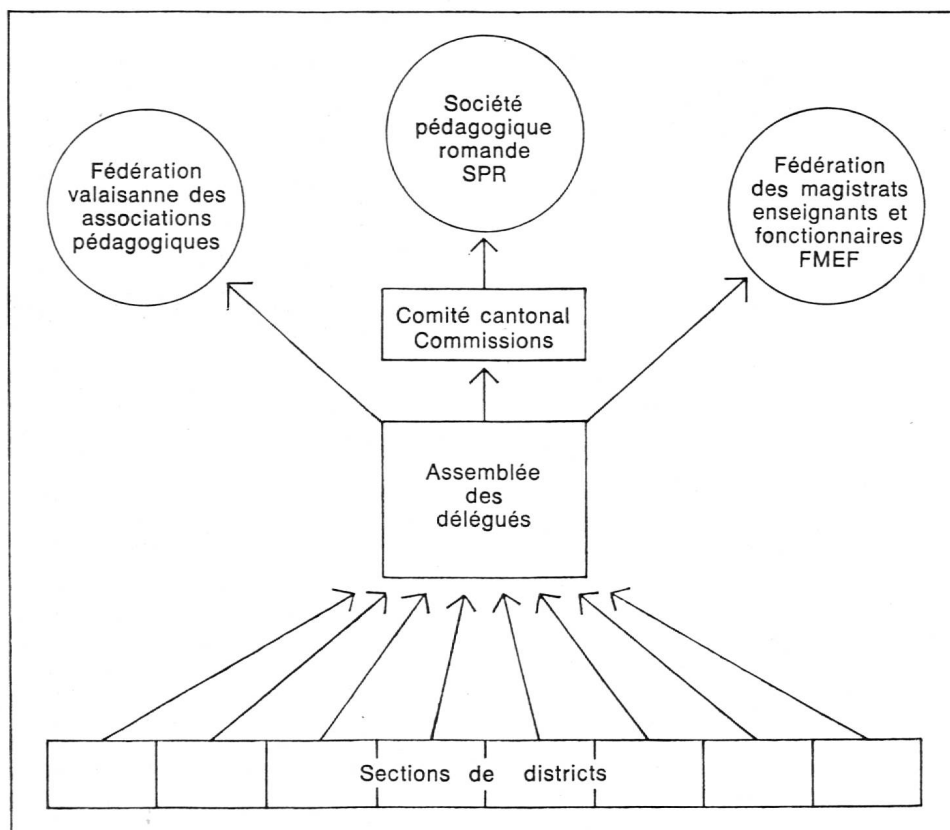 Société
pédagogique
romande
SPR
Fédération
valaisanne des
associations
pédagogiques
Fédération
des magistrats
enseignants et
fonctionnaires
FMEF
Comité cantonal
Commissions
Assemblée
des
délégués
Sections de districts